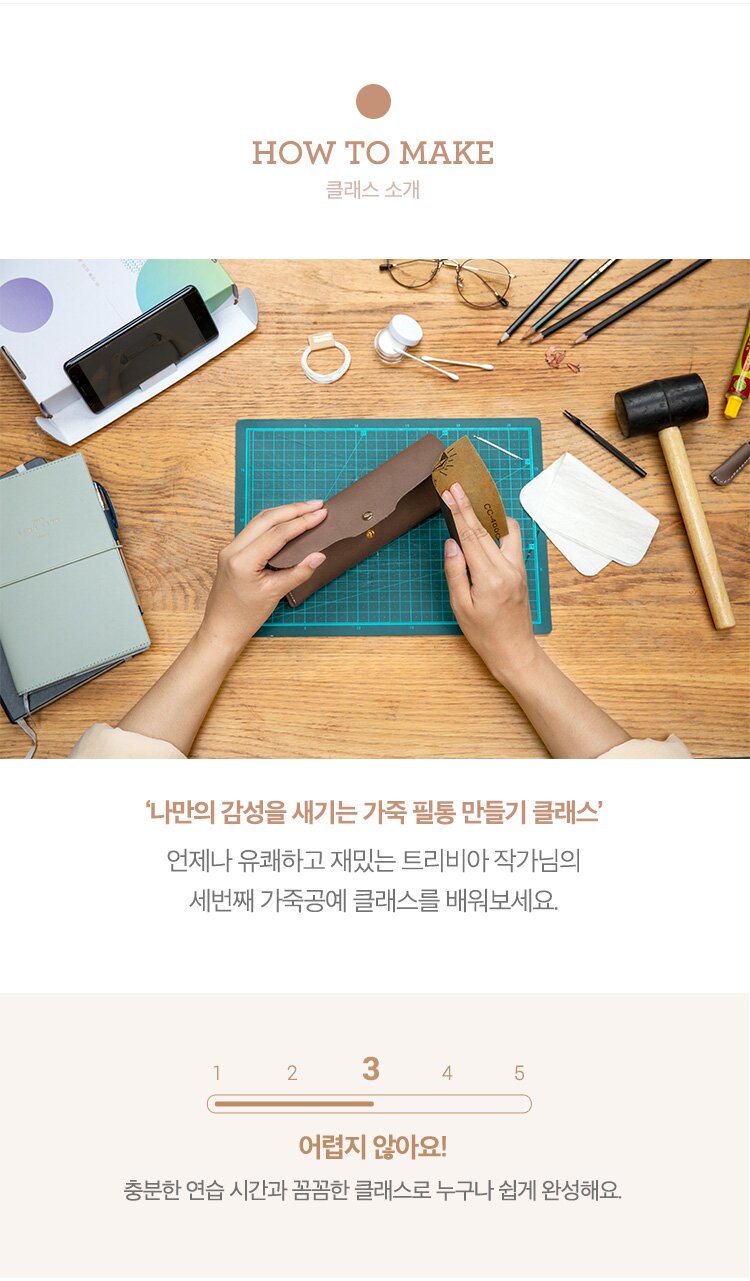 HOW TO MAKE
클래스 소개
CC-400
‘나만의 감성을 새기는 가죽 필통 만들기 클래스’
언제나 유쾌하고 재밌는 트리비아 작가님의
세번째 가죽공예 클래스를 배워보세요.
1 2 3 4 5
어렵지 않아요!
충분한 연습 시간과 꼼꼼한 클래스로 누구나 쉽게 완성해요.